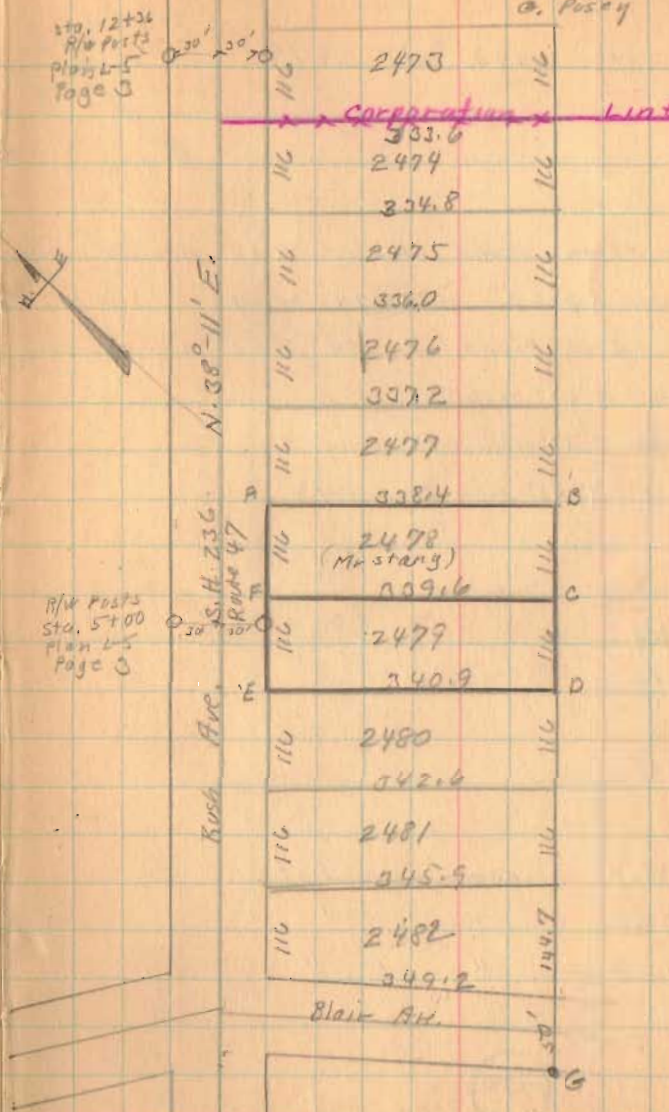 G. Posey
Sta. 12+36
R/W Posts
Plan L-5
Page 3
30' 30'
2473
116 116
Corporation Line
333.6
2474
116 116
334.8
2475
116 116
336.0
2476
116 116
337.2
2477
116 116
338.4
A B
2478
(Mr Stang)
116 116
339.6
F C
2479
116 116
340.9
E D
2480
116 116
342.6
2481
116 116
345.9
2482
116 144.7
349.2
Blair Av.
50'
G
N. 38°-11' E.
S.H. 236
Route 47
Rush Ave.
R/W Posts
Sta. 5+00
Plan L-5
Page 3
30' 30'